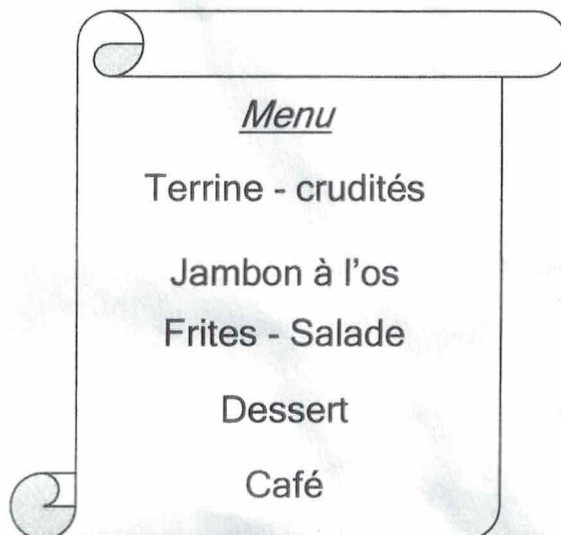 Menu
Terrine - crudités
Jambon à l'os
Frites - Salade
Dessert
Café